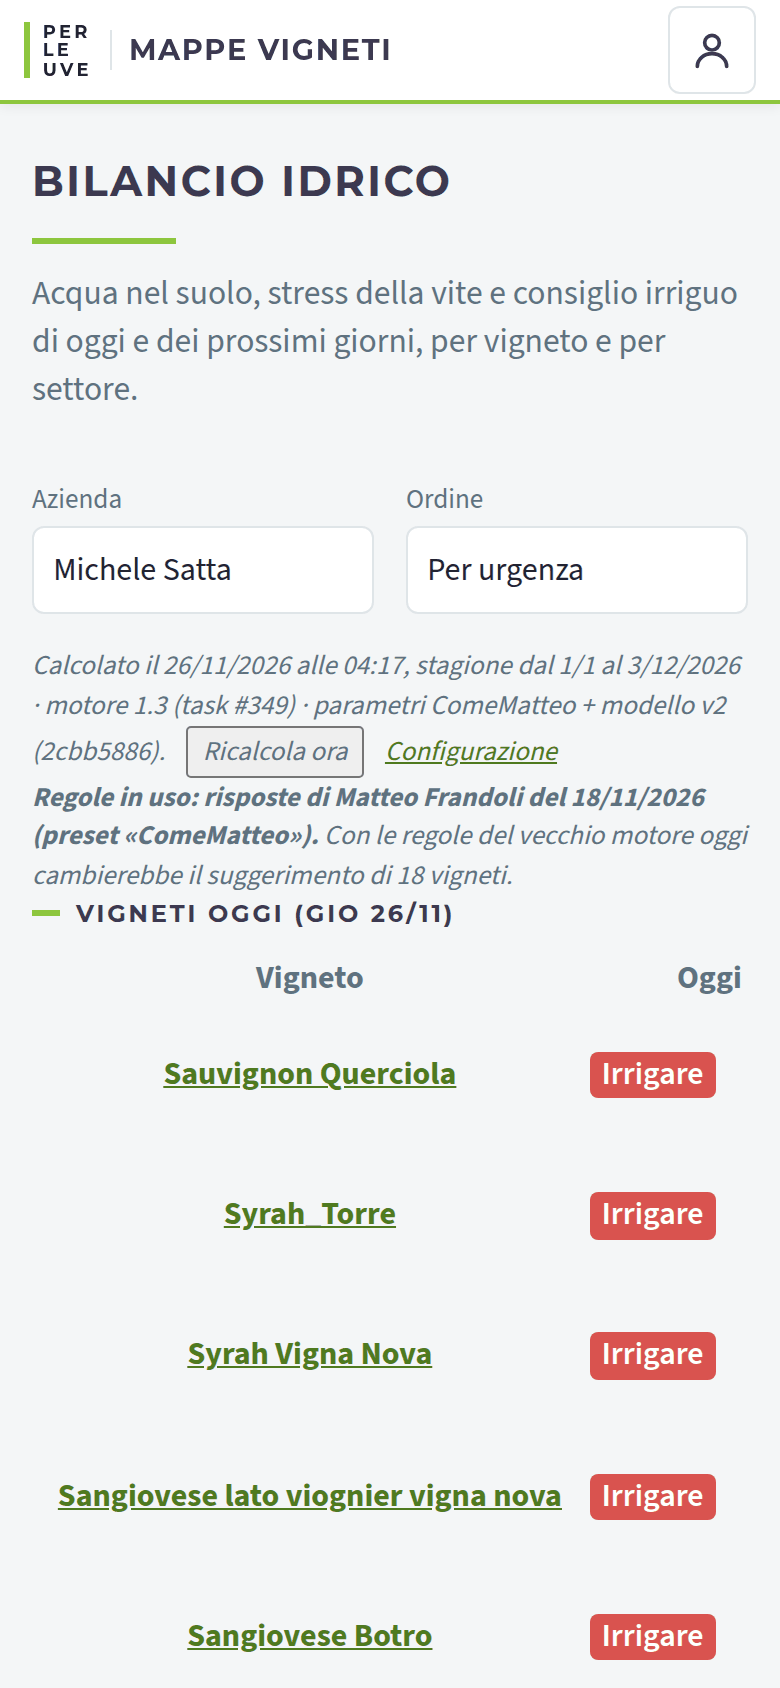 PER
LE
UVE
MAPPE VIGNETI
BILANCIO IDRICO
Acqua nel suolo, stress della vite e consiglio irriguo
di oggi e dei prossimi giorni, per vigneto e per
settore.
Azienda
Ordine
Michele Satta
Per urgenza
Calcolato il 26/11/2026 alle 04:17, stagione dal 1/1 al 3/12/2026
· motore 1.3 (task #349) · parametri ComeMatteo + modello v2
(2cbb5886). Ricalcola ora Configurazione
Regole in uso: risposte di Matteo Frandoli del 18/11/2026
(preset «ComeMatteo»). Con le regole del vecchio motore oggi
cambierebbe il suggerimento di 18 vigneti.
VIGNETI OGGI (GIO 26/11)
Vigneto Oggi
Sauvignon Querciola Irrigare
Syrah_Torre Irrigare
Syrah Vigna Nova Irrigare
Sangiovese lato viognier vigna nova Irrigare
Sangiovese Botro Irrigare